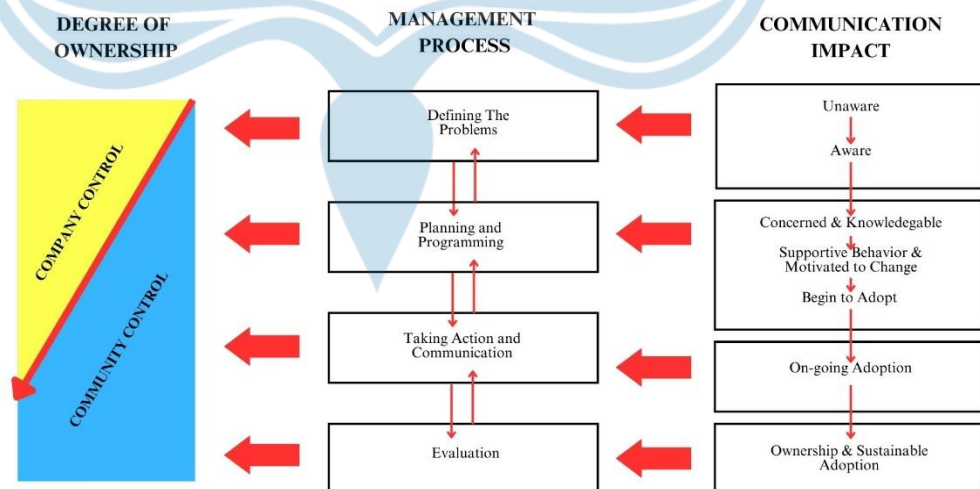 DEGREE OF
OWNERSHIP
MANAGEMENT
PROCESS
COMMUNICATION
IMPACT
COMPANY CONTROL
COMMUNITY CONTROL
Defining The
Problems
Planning and
Programming
Taking Action and
Communication
Evaluation
Unaware
Aware
Concerned & Knowledegable
Supportive Behavior &
Motivated to Change
Begin to Adopt
On-going Adoption
Ownership & Sustainable
Adoption